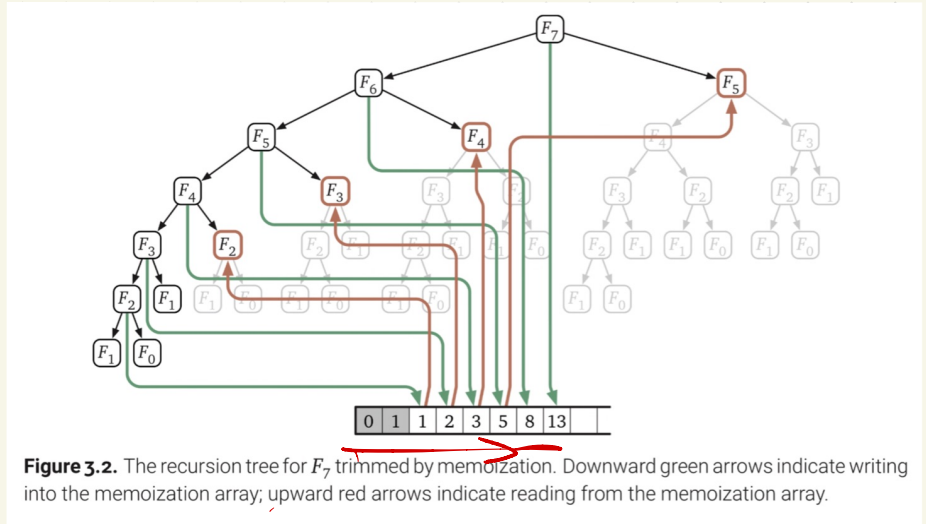 F₇
F₆ F₅
F₅ F₄ F₄ F₃
F₄ F₃ F₃ F₂ F₃ F₂ F₂ F₁
F₃ F₂ F₂ F₁ F₂ F₁ F₁ F₀ F₂ F₁ F₁ F₀ F₁ F₀
F₂ F₁ F₁ F₀ F₁ F₀ F₁ F₀ F₁ F₀
F₁ F₀
0 1 1 2 3 5 8 13
Figure 3.2. The recursion tree for F₇ trimmed by memoization. Downward green arrows indicate writing
into the memoization array; upward red arrows indicate reading from the memoization array.